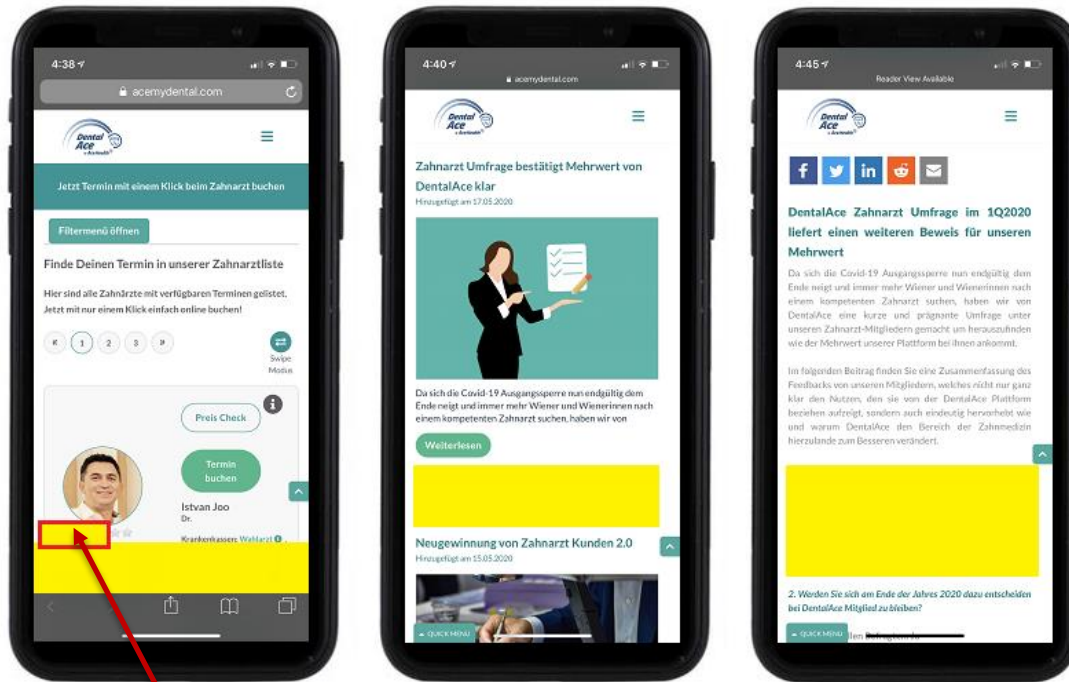 4:38
acemydental.com
Dental
Ace
Jetzt Termin mit einem Klick beim Zahnarzt buchen
Filtermenü öffnen
Finde Deinen Termin in unserer Zahnarztliste
Hier sind alle Zahnärzte mit verfügbaren Terminen gelistet.
Jetzt mit nur einem Klick einfach online buchen!
« 1 2 3 »
Swipe
Modus
Preis Check
Termin
buchen
Istvan Joo
Dr.
Krankenkassen: Wahlarzt
4:40
acemydental.com
Dental
Ace
Zahnarzt Umfrage bestätigt Mehrwert von
DentalAce klar
Hinzugefügt am 17.05.2020
Da sich die Covid-19 Ausgangssperre nun endgültig dem
Ende neigt und immer mehr Wiener und Wienerinnen nach
einem kompetenten Zahnarzt suchen, haben wir von
Weiterlesen
Neugewinnung von Zahnarzt Kunden 2.0
Hinzugefügt am 15.05.2020
QUICK MENU
4:45
Reader View Available
Dental
Ace
DentalAce Zahnarzt Umfrage im 1Q2020
liefert einen weiteren Beweis für unseren
Mehrwert
Da sich die Covid-19 Ausgangssperre nun endgültig dem
Ende neigt und immer mehr Wiener und Wienerinnen nach
einem kompetenten Zahnarzt suchen, haben wir von
DentalAce eine kurze und prägnante Umfrage unter
unseren Zahnarzt-Mitgliedern gemacht um herauszufinden
wie der Mehrwert unserer Plattform bei ihnen ankommt.
Im folgenden Beitrag finden Sie eine Zusammenfassung des
Feedbacks von unseren Mitgliedern, welches nicht nur ganz
klar den Nutzen, den sie von der DentalAce Plattform
beziehen aufzeigt, sondern auch eindeutig hervorhebt wie
und warum DentalAce den Bereich der Zahnmedizin
hierzulande zum Besseren verändert.
2. Werden Sie sich am Ende der Jahres 2020 dazu entscheiden
bei DentalAce Mitglied zu bleiben?
QUICK MENU